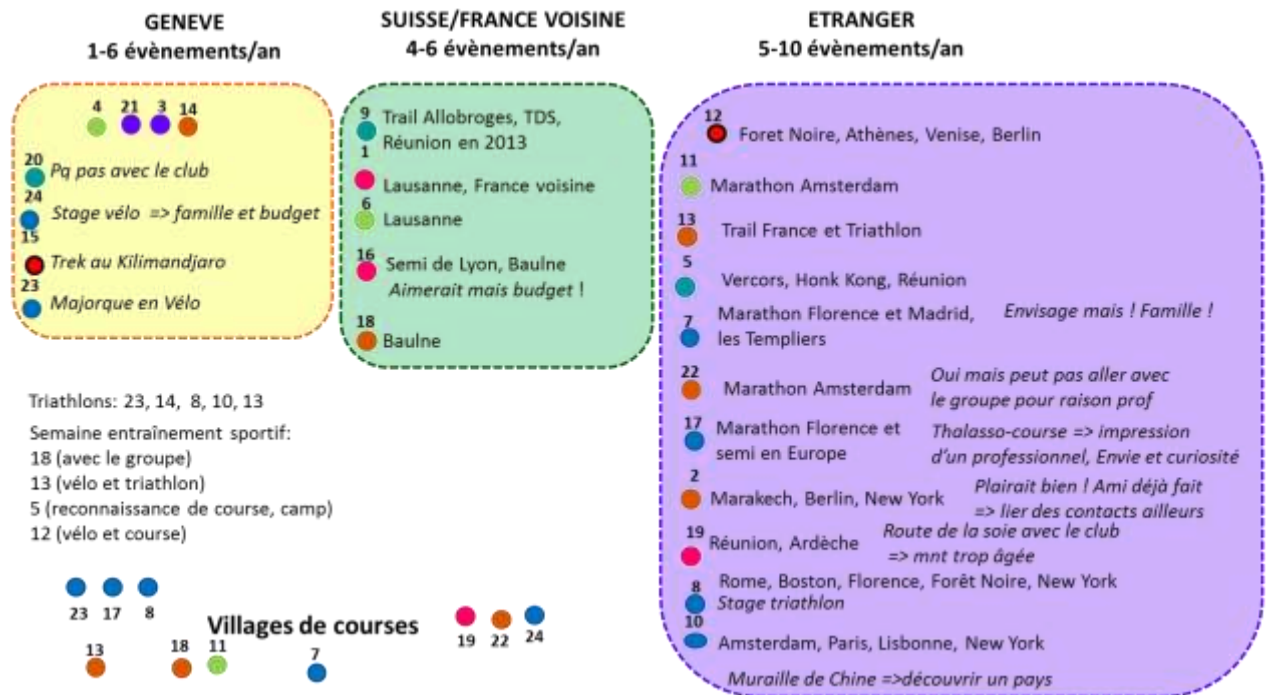 GENEVE
1-6 évènements/an
SUISSE/FRANCE VOISINE
4-6 évènements/an
ETRANGER
5-10 évènements/an
4 21 3 14
20
Pq pas avec le club
24
Stage vélo => famille et budget
15
Trek au Kilimandjaro
23
Majorque en Vélo
9
Trail Allobroges, TDS,
Réunion en 2013
1
Lausanne, France voisine
6
Lausanne
16
Semi de Lyon, Baulne
Aimerait mais budget !
18
Baulne
12
Foret Noire, Athènes, Venise, Berlin
11
Marathon Amsterdam
13
Trail France et Triathlon
5
Vercors, Honk Kong, Réunion
7
Marathon Florence et Madrid,
les Templiers
Envisage mais ! Famille !
22
Marathon Amsterdam
Oui mais peut pas aller avec
le groupe pour raison prof
17
Marathon Florence et
semi en Europe
Thalasso-course => impression
d'un professionnel, Envie et curiosité
2
Marakech, Berlin, New York
Plairait bien ! Ami déjà fait
=> lier des contacts ailleurs
19
Réunion, Ardèche
Route de la soie avec le club
=> mnt trop âgée
8
Rome, Boston, Florence, Forêt Noire, New York
Stage triathlon
10
Amsterdam, Paris, Lisbonne, New York
Muraille de Chine =>découvrir un pays
Triathlons: 23, 14, 8, 10, 13
Semaine entraînement sportif:
18 (avec le groupe)
13 (vélo et triathlon)
5 (reconnaissance de course, camp)
12 (vélo et course)
23 17 8
Villages de courses
19 22 24
13 18 11 7